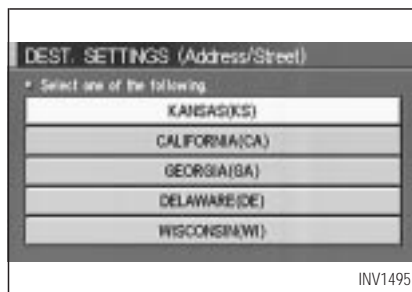 DEST. SETTINGS (Address/Street)
• Select one of the following.
KANSAS(KS)
CALIFORNIA(CA)
GEORGIA(GA)
DELAWARE(DE)
WISCONSIN(WI)
INV1495